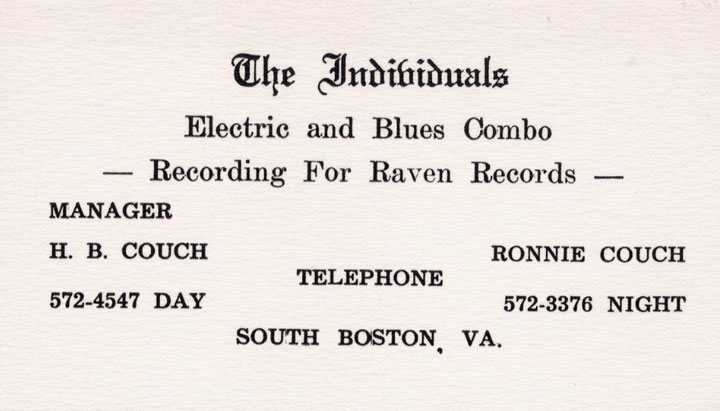 The Individuals
Electric and Blues Combo
— Recording For Raven Records —
MANAGER
H. B. COUCH
RONNIE COUCH
TELEPHONE
572-4547 DAY
572-3376 NIGHT
SOUTH BOSTON, VA.